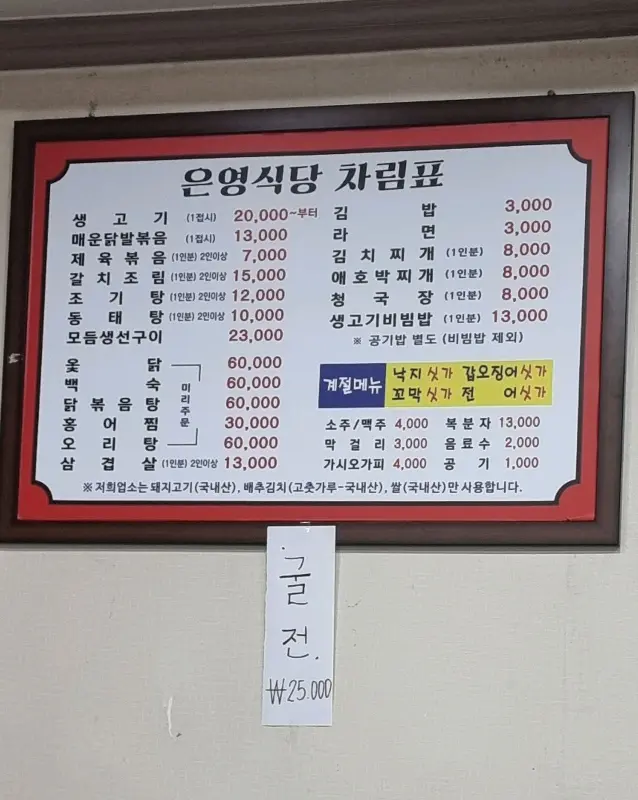 은영식당 차림표
생고기 (1접시) 20,000~부터
매운닭발볶음 (1접시) 13,000
제육볶음 (1인분) 2인이상 7,000
갈치조림 (1인분) 2인이상 15,000
조기탕 (1인분) 2인이상 12,000
동태탕 (1인분) 2인이상 10,000
모듬생선구이 23,000
옻닭 60,000
백숙 60,000
닭볶음탕 60,000
홍어찜 30,000
오리탕 60,000
미리주문
삼겹살 (1인분) 2인이상 13,000
김밥 3,000
라면 3,000
김치찌개 (1인분) 8,000
애호박찌개 (1인분) 8,000
청국장 (1인분) 8,000
생고기비빔밥 (1인분) 13,000
※ 공기밥 별도 (비빔밥 제외)
계절메뉴
낙지싯가 갑오징어싯가
꼬막싯가 전어싯가
소주/맥주 4,000 복분자 13,000
막걸리 3,000 음료수 2,000
가시오가피 4,000 공기 1,000
※ 저희업소는 돼지고기(국내산), 배추김치(고춧가루-국내산), 쌀(국내산)만 사용합니다.
굴
전.
₩25.000